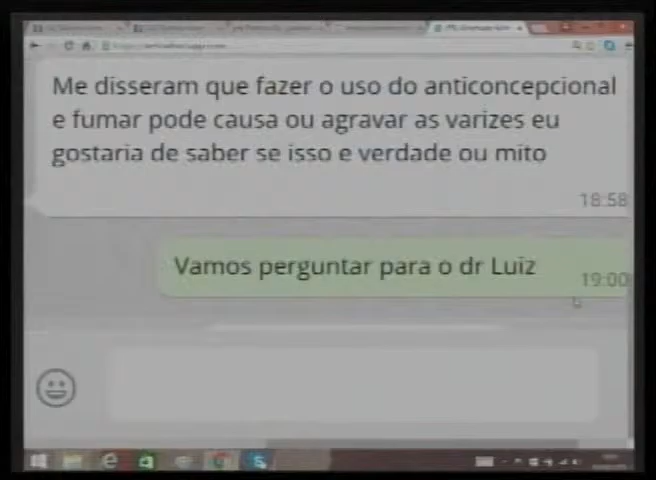 Me disseram que fazer o uso do anticoncepcional
e fumar pode causa ou agravar as varizes eu
gostaria de saber se isso e verdade ou mito
18:58
Vamos perguntar para o dr Luiz
19:00